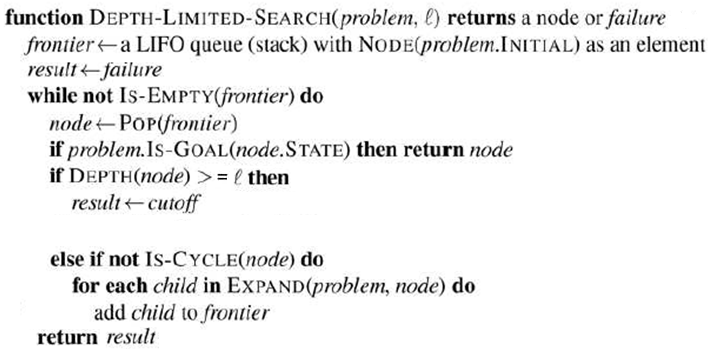 function DEPTH-LIMITED-SEARCH(problem, ℓ) returns a node or failure
frontier ← a LIFO queue (stack) with NODE(problem.INITIAL) as an element
result ← failure
while not IS-EMPTY(frontier) do
node ← POP(frontier)
if problem.IS-GOAL(node.STATE) then return node
if DEPTH(node) > = ℓ then
result ← cutoff
else if not IS-CYCLE(node) do
for each child in EXPAND(problem, node) do
add child to frontier
return result